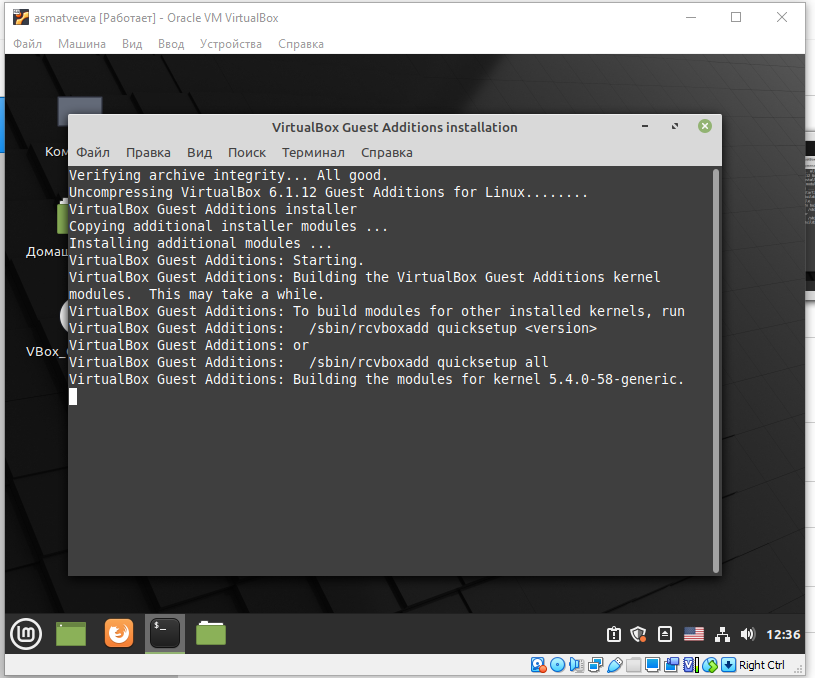 asmatveeva [Работает] - Oracle VM VirtualBox
Файл Машина Вид Ввод Устройства Справка
VirtualBox Guest Additions installation
Файл Правка Вид Поиск Терминал Справка
Verifying archive integrity... All good.
Uncompressing VirtualBox 6.1.12 Guest Additions for Linux........
VirtualBox Guest Additions installer
Copying additional installer modules ...
Installing additional modules ...
VirtualBox Guest Additions: Starting.
VirtualBox Guest Additions: Building the VirtualBox Guest Additions kernel
modules.  This may take a while.
VirtualBox Guest Additions: To build modules for other installed kernels, run
VirtualBox Guest Additions:   /sbin/rcvboxadd quicksetup <version>
VirtualBox Guest Additions: or
VirtualBox Guest Additions:   /sbin/rcvboxadd quicksetup all
VirtualBox Guest Additions: Building the modules for kernel 5.4.0-58-generic.
Ком
Домаш
VBox_
$_
12:36
Right Ctrl